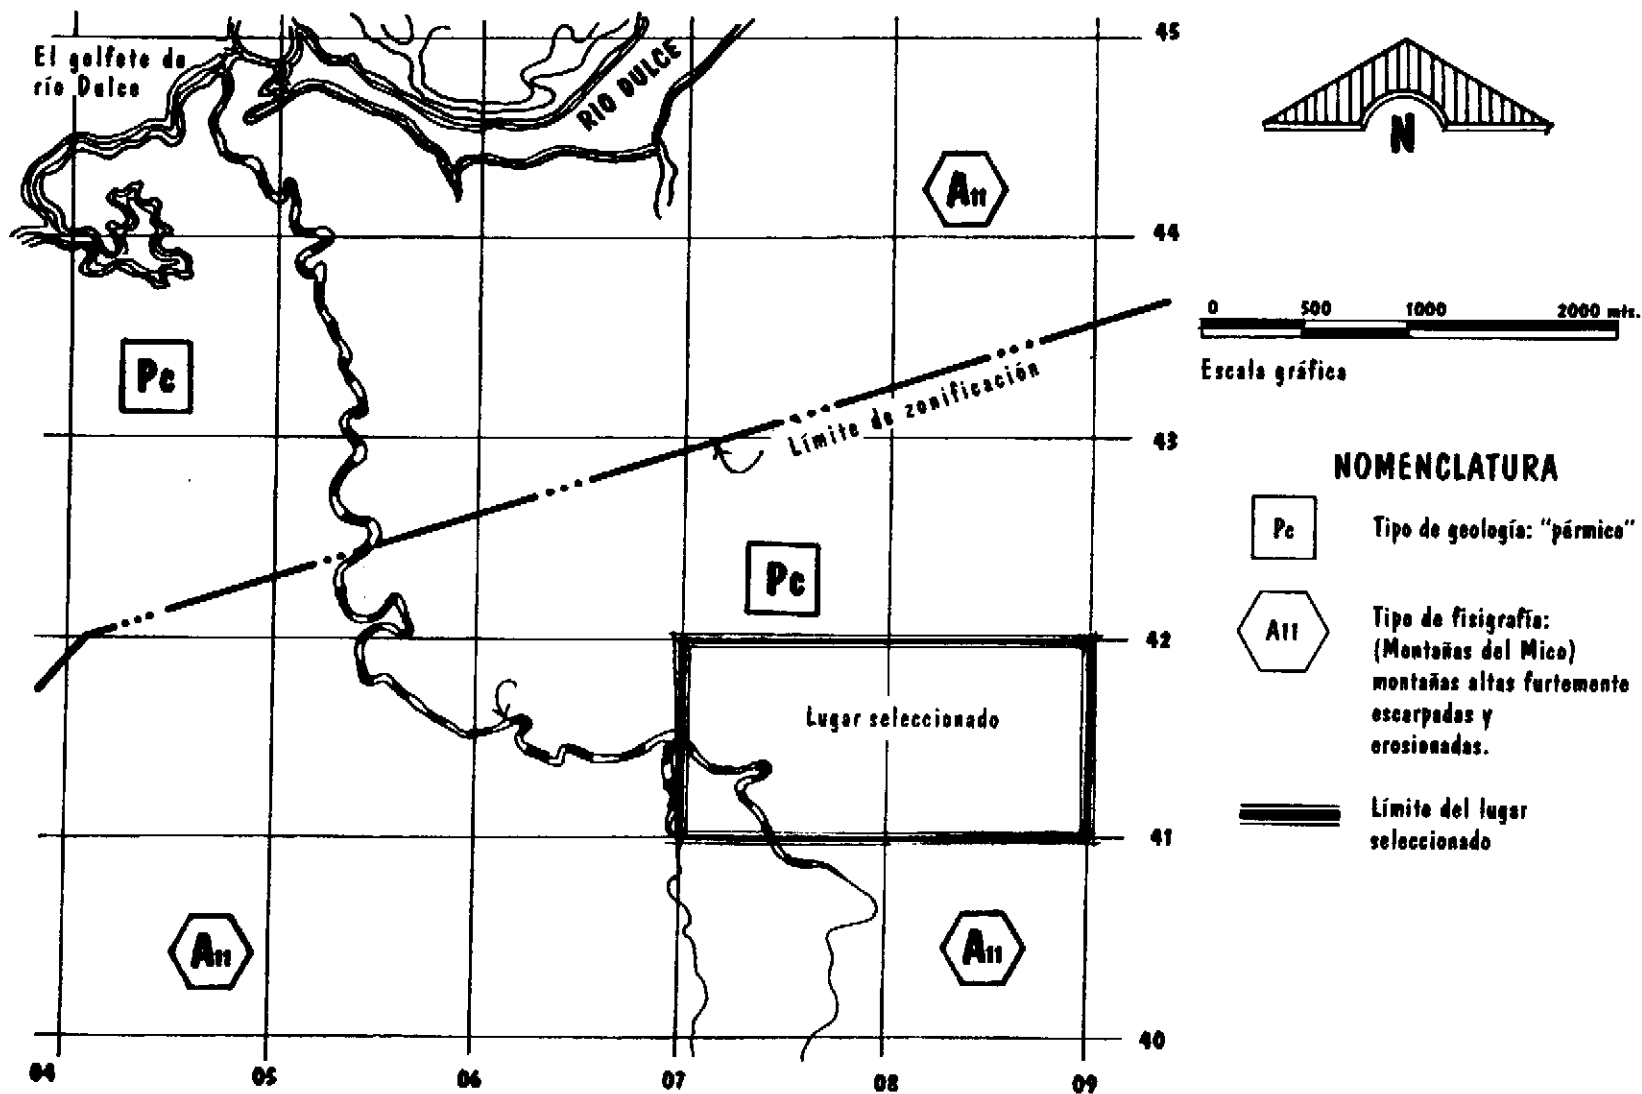 El golfete de
río Dulce
RÍO DULCE
45
N
A11
44
0 500 1000 2000 mts.
Escala gráfica
Pc
Límite de zonificación
43
NOMENCLATURA
Pc
Tipo de geología: "pérmico"
Pc
A11
Tipo de fisigrafía:
(Montañas del Mico)
montañas altas furtemente
escarpadas y
erosionadas.
42
Lugar seleccionado
Límite del lugar
seleccionado
41
A11
A11
40
04 05 06 07 08 09